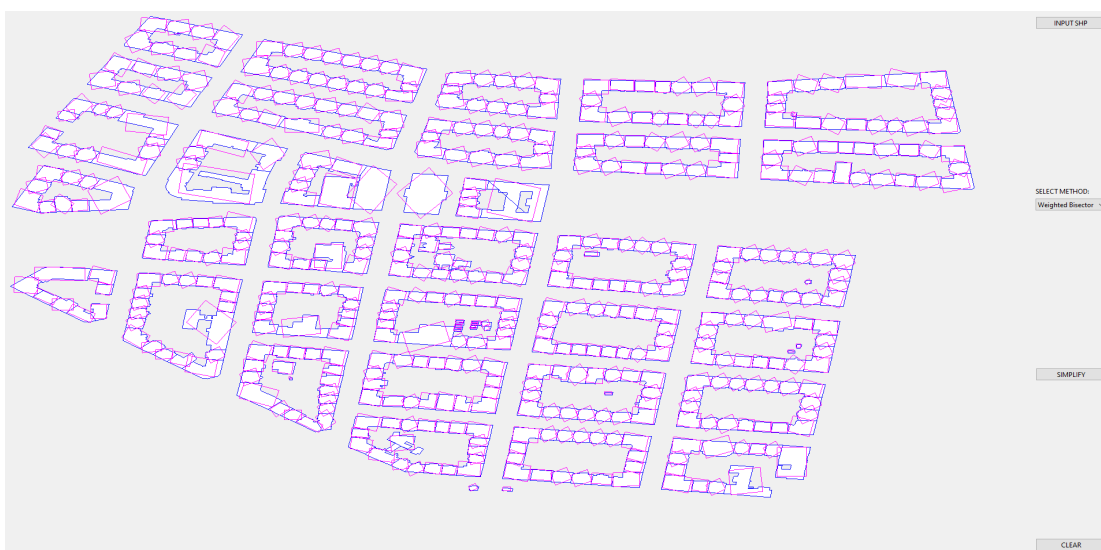 INPUT SHP
SELECT METHOD:
Weighted Bisector
SIMPLIFY
CLEAR